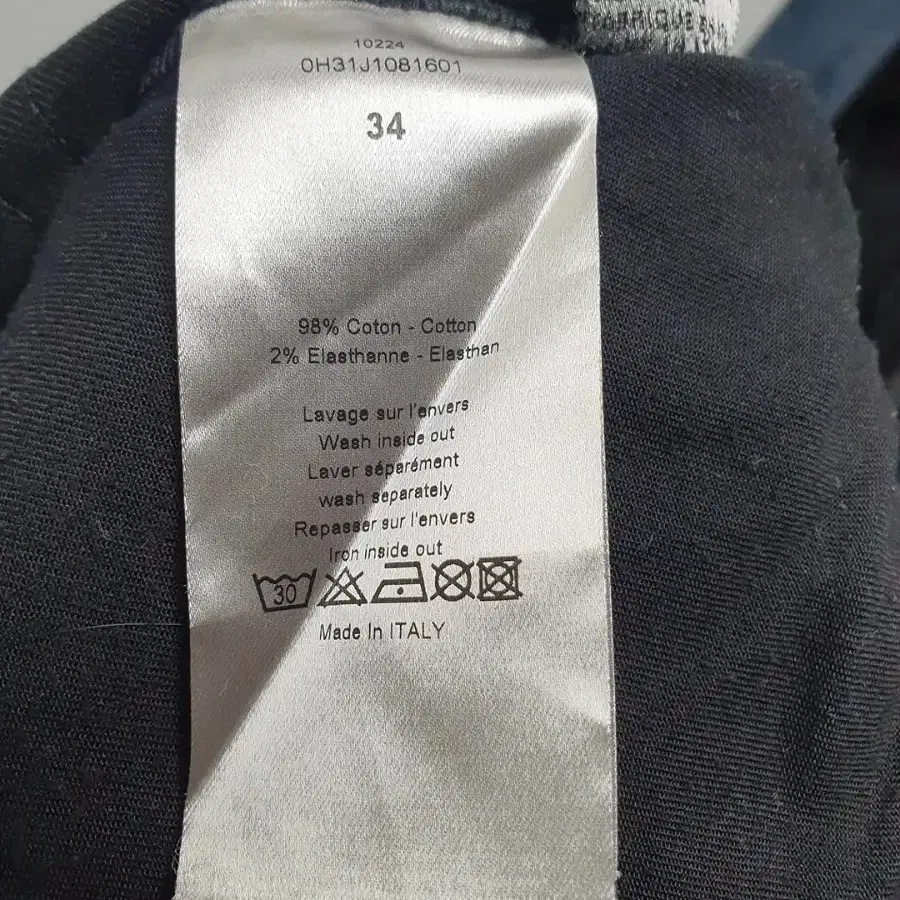 10224
0H31J1081601
34
98% Coton - Cotton
2% Elasthanne - Elasthan
Lavage sur l'envers
Wash inside out
Laver séparément
wash separately
Repasser sur l'envers
Iron inside out
30
Made In ITALY